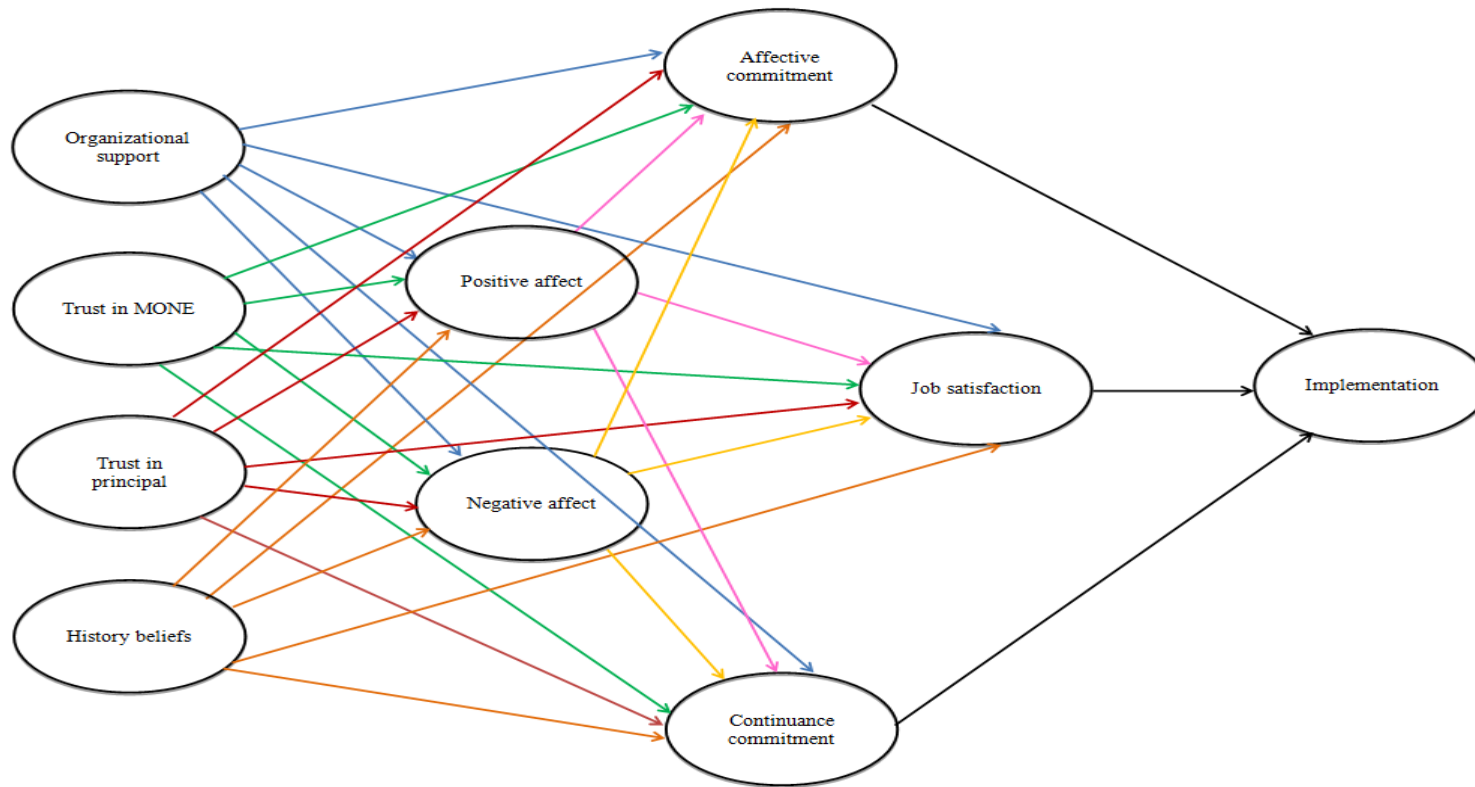 Affective
commitment
Organizational
support
Positive affect
Trust in MONE
Job satisfaction
Implementation
Trust in
principal
Negative affect
History beliefs
Continuance
commitment